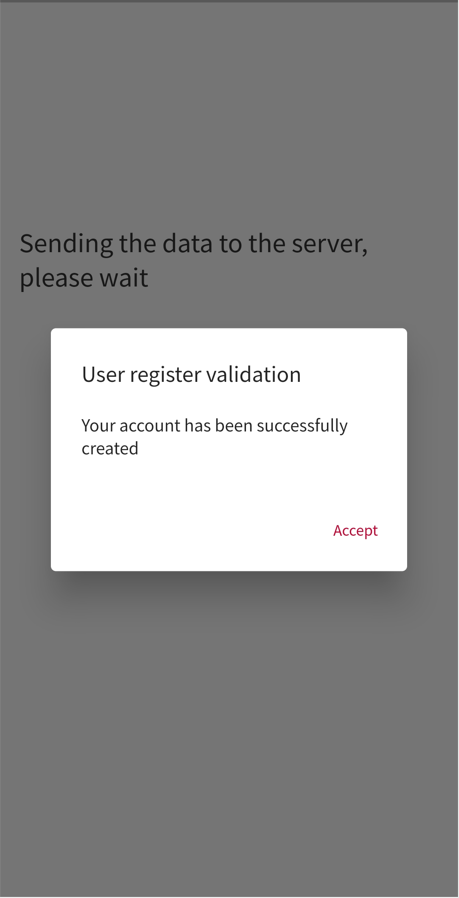 Sending the data to the server,
please wait
User register validation
Your account has been successfully
created
Accept